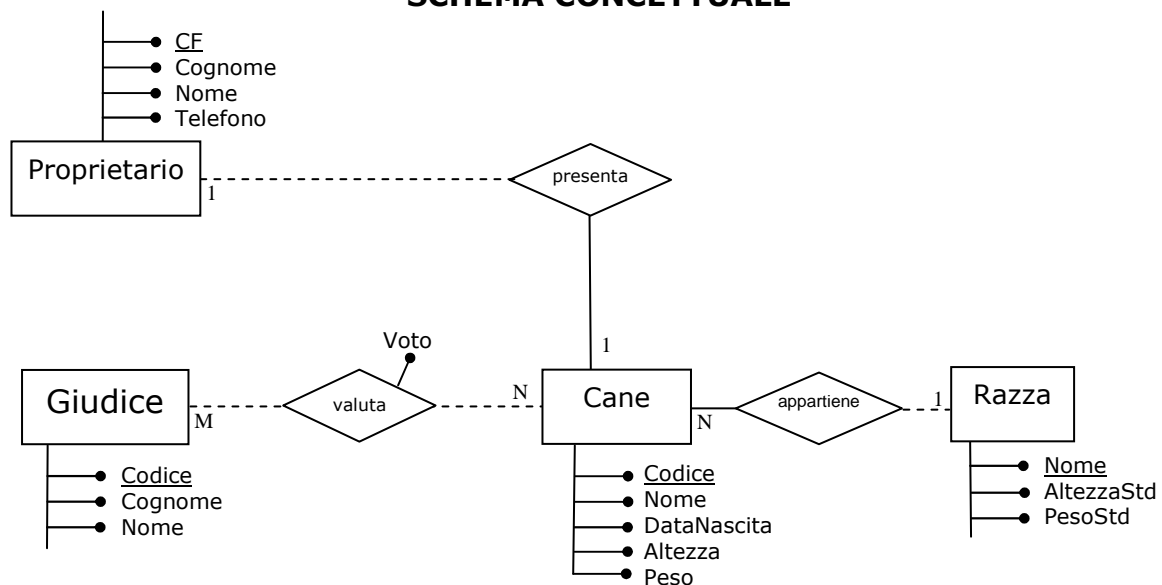 SCHEMA CONCETTUALE
CF
Cognome
Nome
Telefono
Proprietario
1
presenta
1
Voto
Giudice
M
valuta
N
Cane
N
appartiene
1
Razza
Codice
Cognome
Nome
Codice
Nome
DataNascita
Altezza
Peso
Nome
AltezzaStd
PesoStd